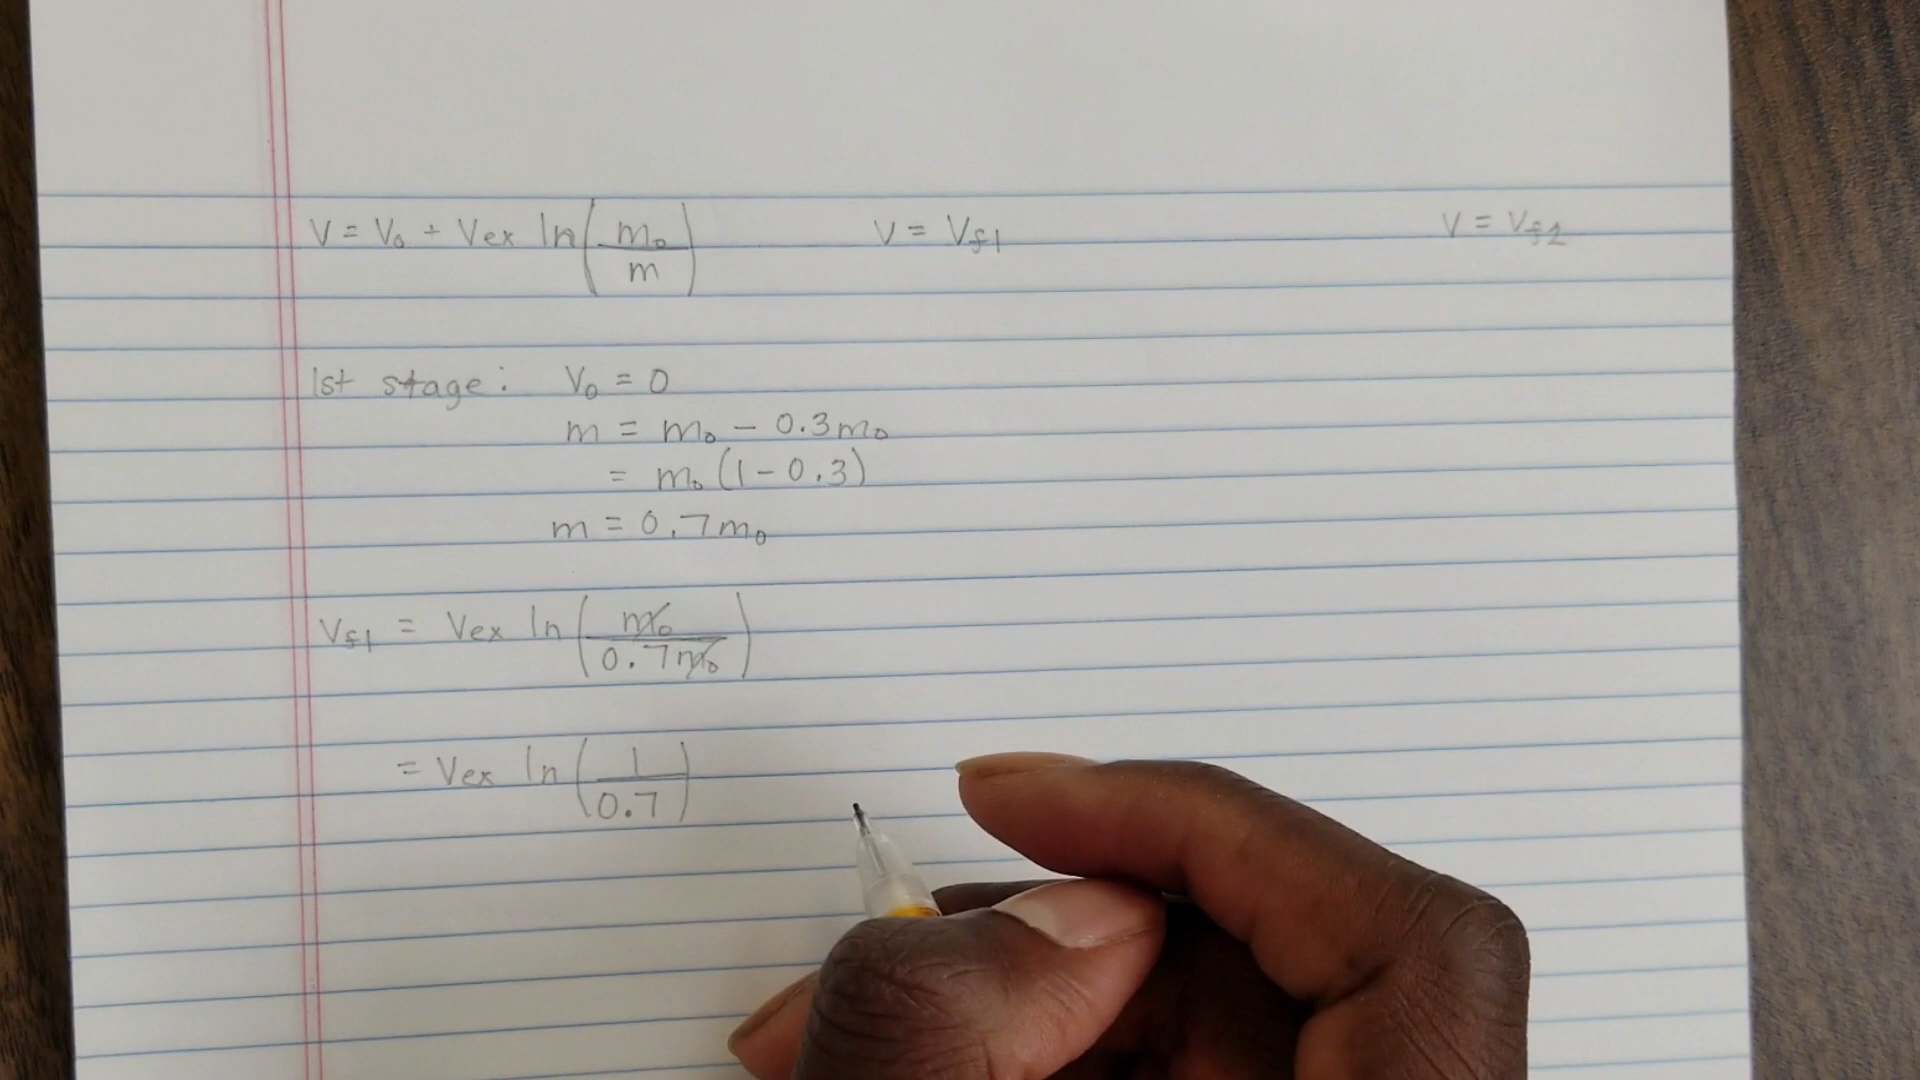 V = V₀ + Vex ln(m₀/m) V = Vf1 V = Vf2
1st stage: V₀ = 0
m = m₀ - 0.3m₀
= m₀(1-0.3)
m = 0.7m₀
Vf1 = Vex ln(m₀/0.7m₀)
= Vex ln(1/0.7)